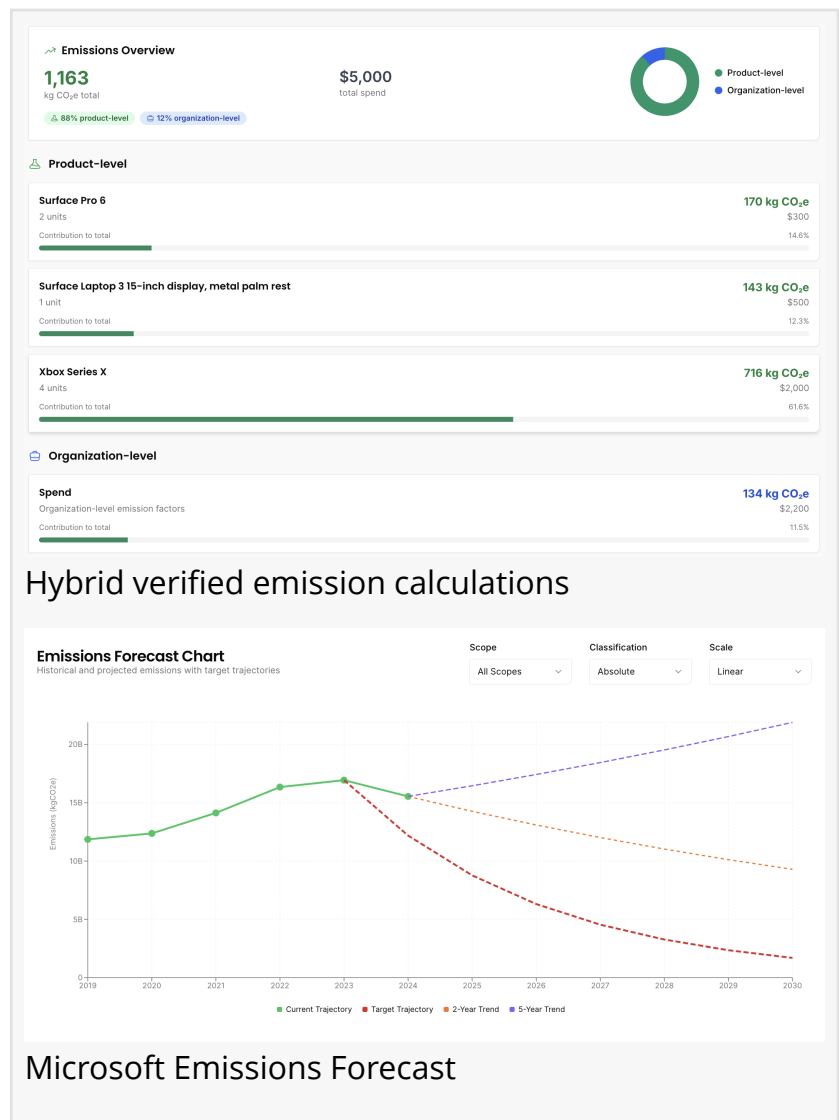 Emissions Overview
1,163
kg CO₂e total
$5,000
total spend
88% product-level
12% organization-level
Product-level
Organization-level
Product-level
Surface Pro 6
170 kg CO₂e
2 units
$300
Contribution to total
14.6%
Surface Laptop 3 15-inch display, metal palm rest
143 kg CO₂e
1 unit
$500
Contribution to total
12.3%
Xbox Series X
716 kg CO₂e
4 units
$2,000
Contribution to total
61.6%
Organization-level
Spend
134 kg CO₂e
Organization-level emission factors
$2,200
Contribution to total
11.5%
Hybrid verified emission calculations
Emissions Forecast Chart
Historical and projected emissions with target trajectories
Scope
Classification
Scale
All Scopes
Absolute
Linear
Emissions (kgCO2e)
20B
15B
10B
5B
0
2019 2020 2021 2022 2023 2024 2025 2026 2027 2028 2029 2030
Current Trajectory Target Trajectory 2-Year Trend 5-Year Trend
Microsoft Emissions Forecast